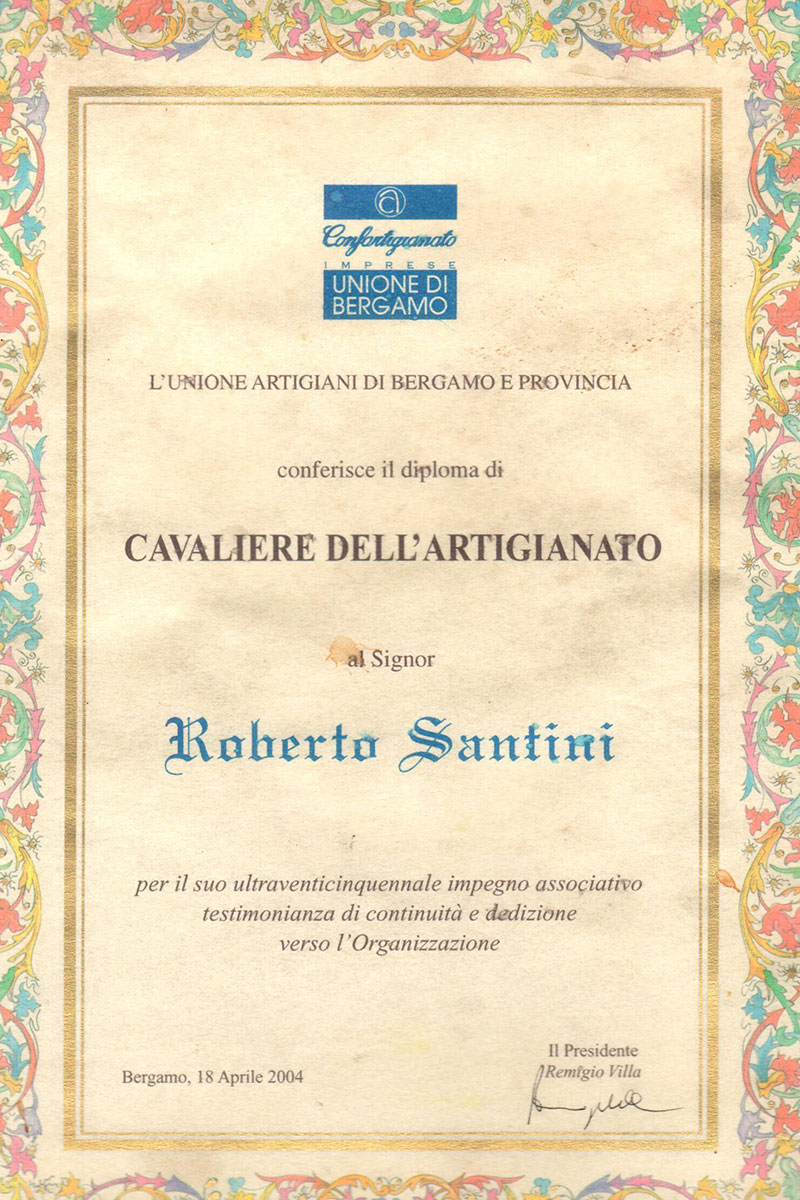 Confartigianato
IMPRESE
UNIONE DI
BERGAMO
L'UNIONE ARTIGIANI DI BERGAMO E PROVINCIA
conferisce il diploma di
CAVALIERE DELL'ARTIGIANATO
al Signor
Roberto Santini
per il suo ultraventicinquennale impegno associativo
testimonianza di continuità e dedizione
verso l'Organizzazione
Bergamo, 18 Aprile 2004
Il Presidente
Remigio Villa